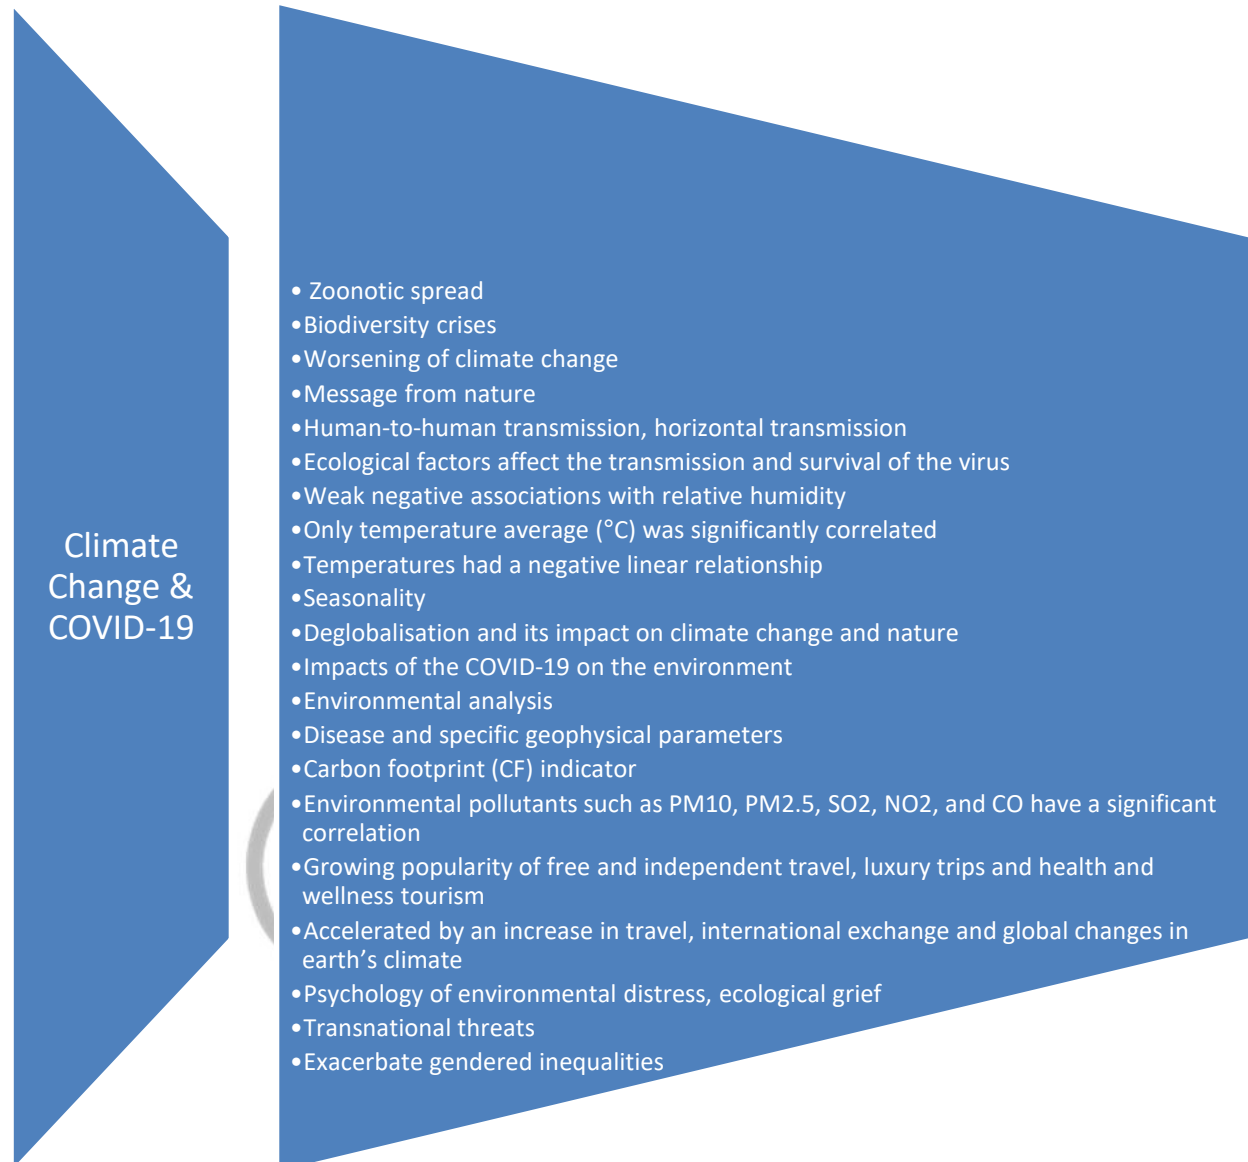 Climate
Change &
COVID-19
• Zoonotic spread
•Biodiversity crises
•Worsening of climate change
•Message from nature
•Human-to-human transmission, horizontal transmission
•Ecological factors affect the transmission and survival of the virus
•Weak negative associations with relative humidity
•Only temperature average (°C) was significantly correlated
•Temperatures had a negative linear relationship
•Seasonality
•Deglobalisation and its impact on climate change and nature
•Impacts of the COVID-19 on the environment
•Environmental analysis
•Disease and specific geophysical parameters
•Carbon footprint (CF) indicator
•Environmental pollutants such as PM10, PM2.5, SO2, NO2, and CO have a significant
correlation
•Growing popularity of free and independent travel, luxury trips and health and
wellness tourism
•Accelerated by an increase in travel, international exchange and global changes in
earth’s climate
•Psychology of environmental distress, ecological grief
•Transnational threats
•Exacerbate gendered inequalities